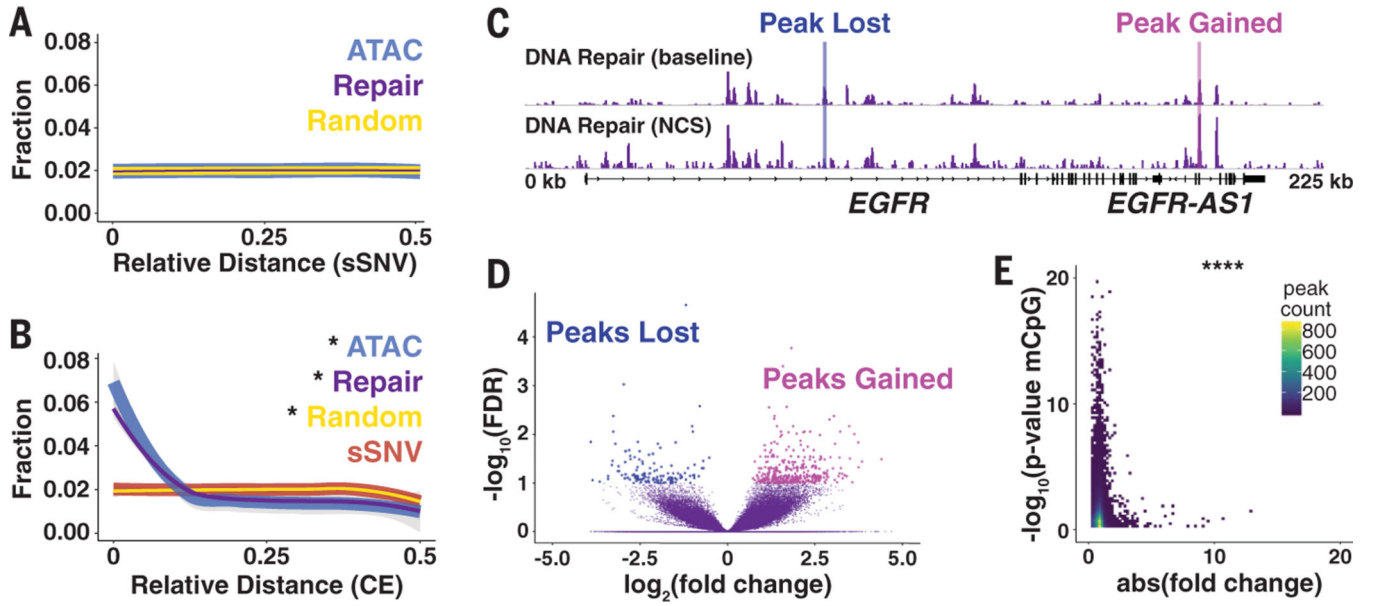 A
0.08
0.06
0.04
0.02
0.00
Fraction
ATAC
Repair
Random
0
0.25
0.5
Relative Distance (sSNV)
B
0.08
0.06
0.04
0.02
0.00
Fraction
* ATAC
* Repair
* Random
sSNV
0
0.25
0.5
Relative Distance (CE)
C
Peak Lost
Peak Gained
DNA Repair (baseline)
DNA Repair (NCS)
0 kb
225 kb
EGFR
EGFR-AS1
D
Peaks Lost
Peaks Gained
4
3
2
1
0
-log10(FDR)
-5.0
-2.5
0
2.5
5.0
log2(fold change)
E
****
20
10
0
-log10(p-value mCpG)
peak
count
800
600
400
200
0
10
20
abs(fold change)